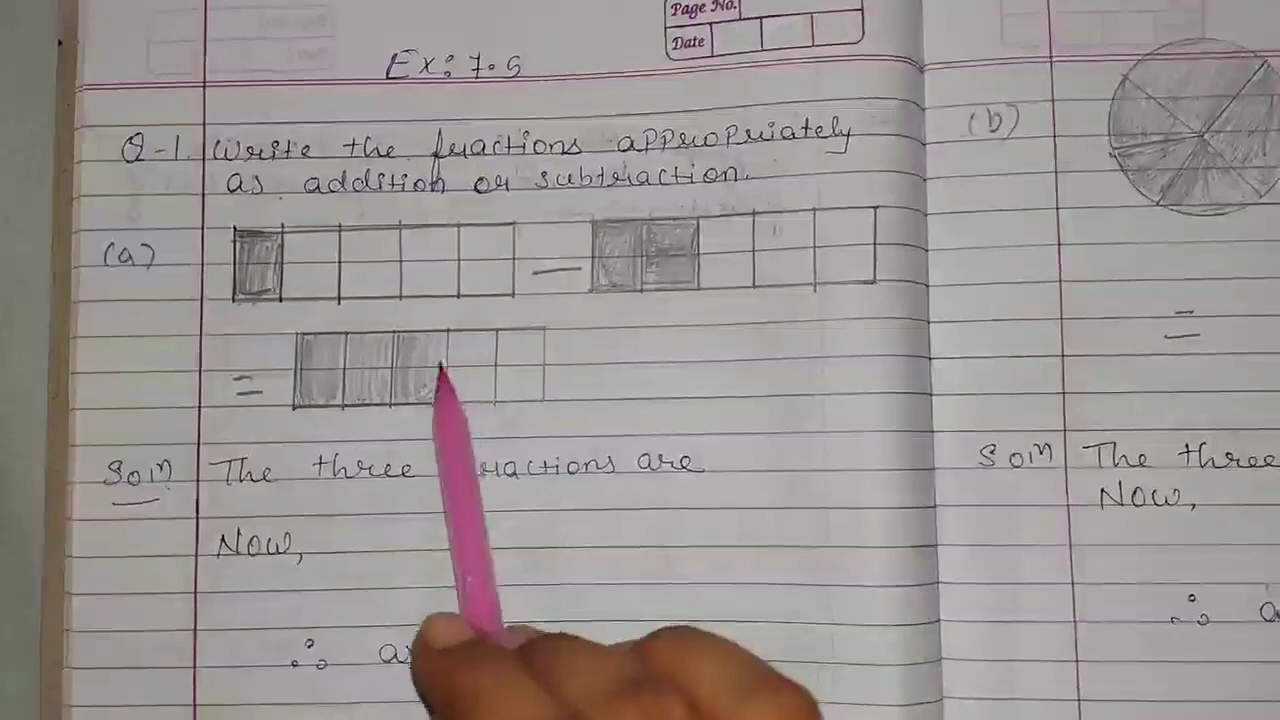 Page No.
Date
Ex: 7.5
Q-1. Write the fractions appropriately
as addition or subtraction.
(a)
—
=
Soln The three are
Now,
∴
(b)
=
Soln The three
Now,
∴